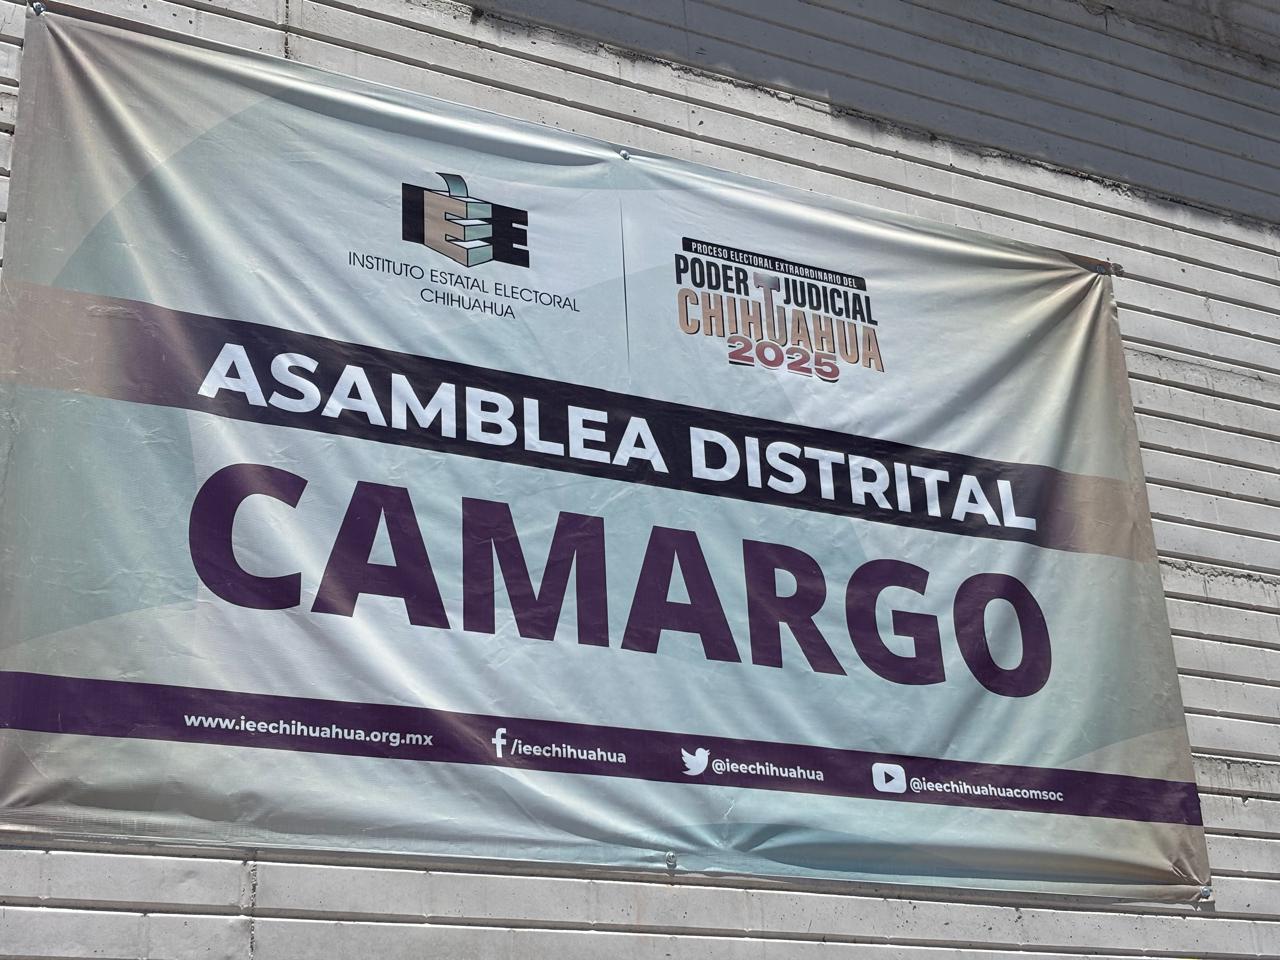 IEE
INSTITUTO ESTATAL ELECTORAL
CHIHUAHUA
PROCESO ELECTORAL EXTRAORDINARIO DEL
PODER JUDICIAL
CHIHUAHUA
2025
ASAMBLEA DISTRITAL
CAMARGO
www.ieechihuahua.org.mx
/ieechihuahua
@ieechihuahua
@ieechihuahuacomsoc